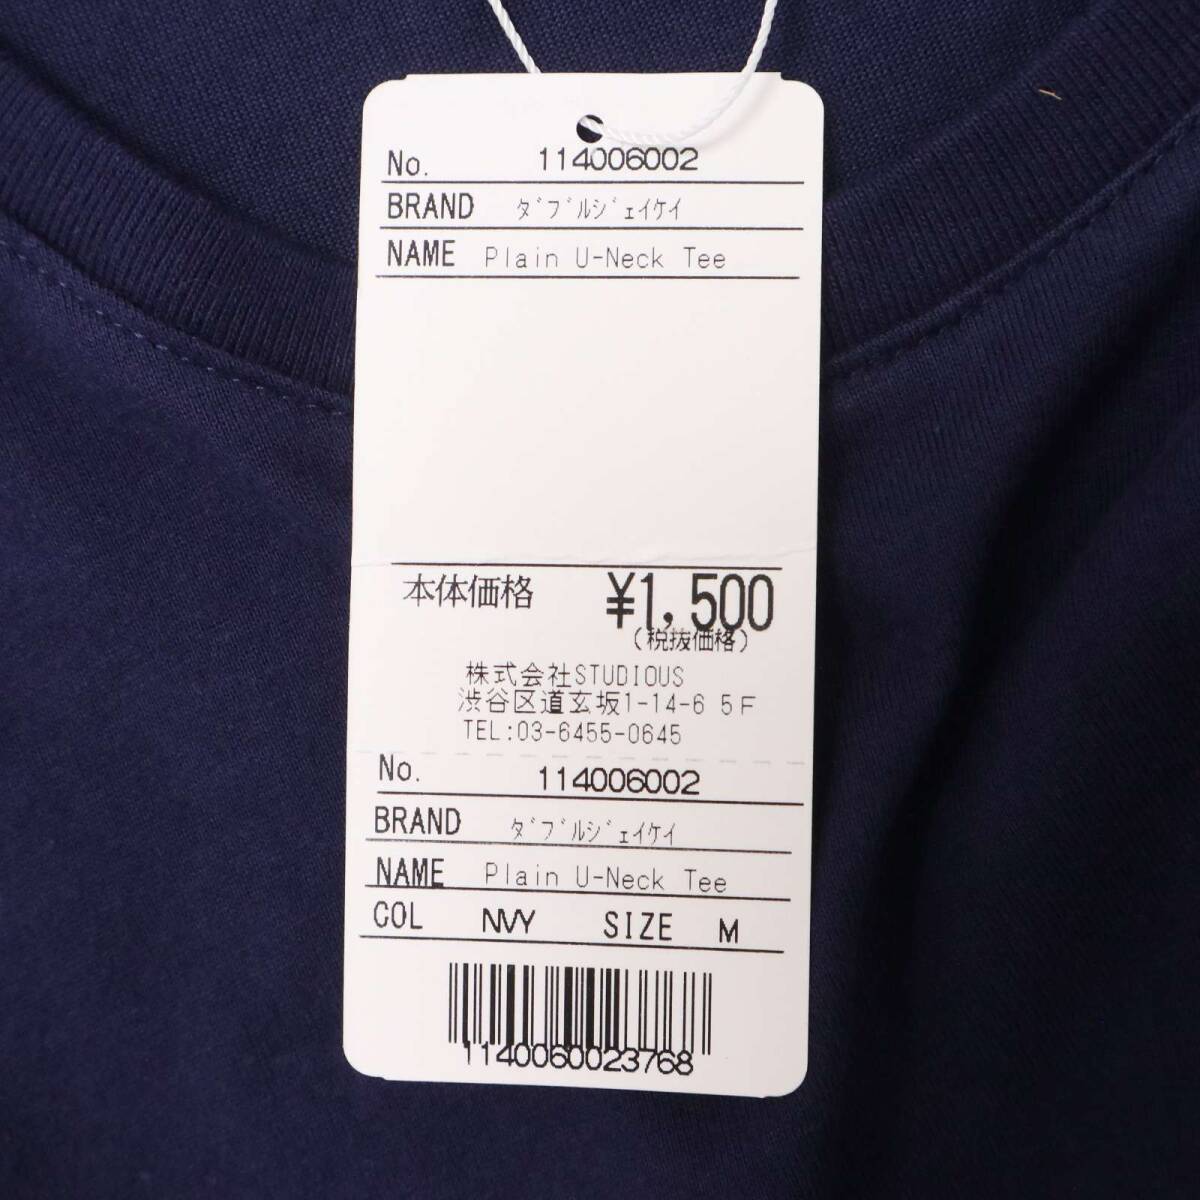 No. 114006002
BRAND ﾀﾞﾌﾞﾙｼﾞｪｲｹｲ
NAME Plain U-Neck Tee
本体価格 ¥1,500
(税抜価格)
株式会社STUDIOUS
渋谷区道玄坂1-14-6 5F
TEL:03-6455-0645
No. 114006002
BRAND ﾀﾞﾌﾞﾙｼﾞｪｲｹｲ
NAME Plain U-Neck Tee
COL NVY SIZE M
1140060023768